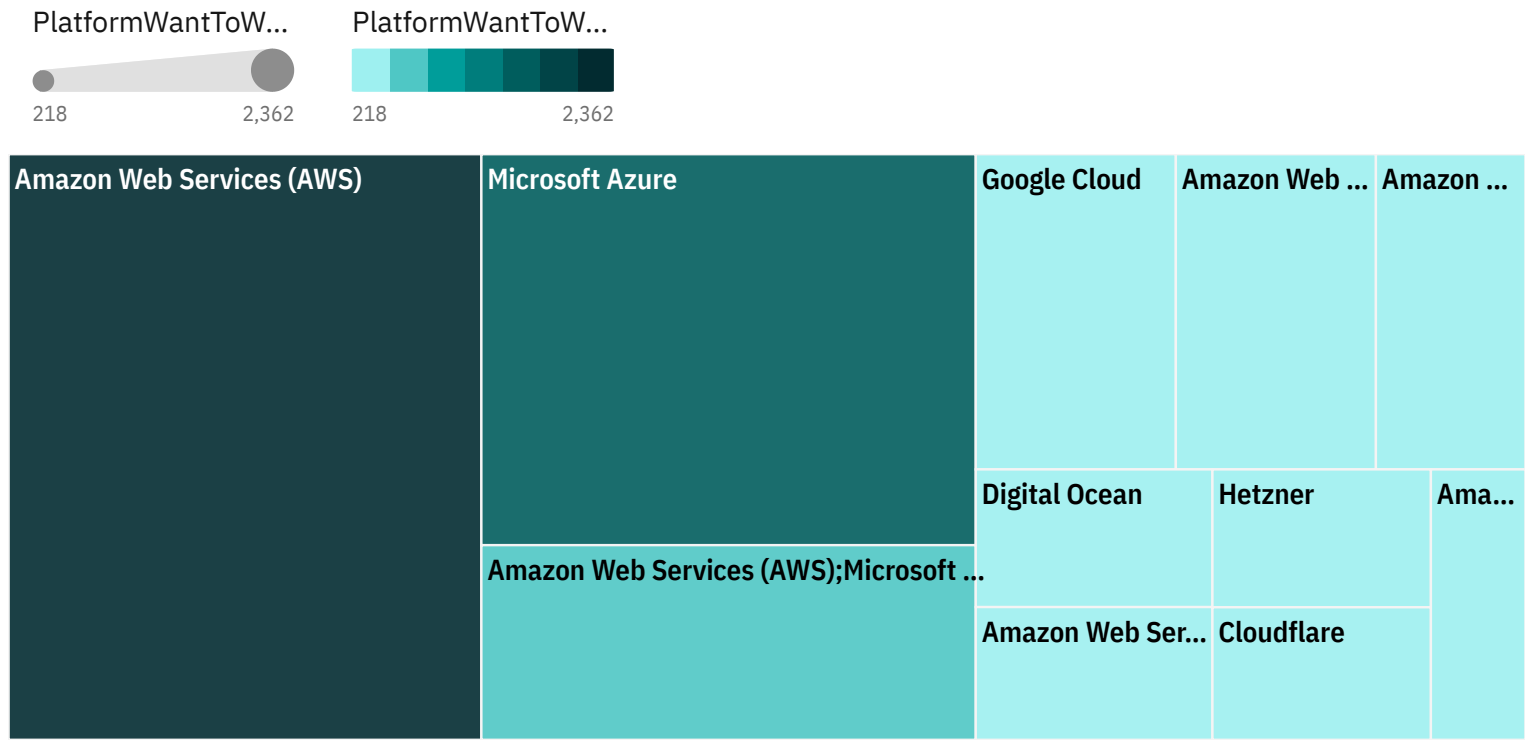 PlatformWantToW... PlatformWantToW...
218 2,362 218 2,362
Amazon Web Services (AWS) Microsoft Azure Google Cloud Amazon Web ... Amazon ...
Digital Ocean Hetzner Ama...
Amazon Web Services (AWS);Microsoft ...
Amazon Web Ser... Cloudflare